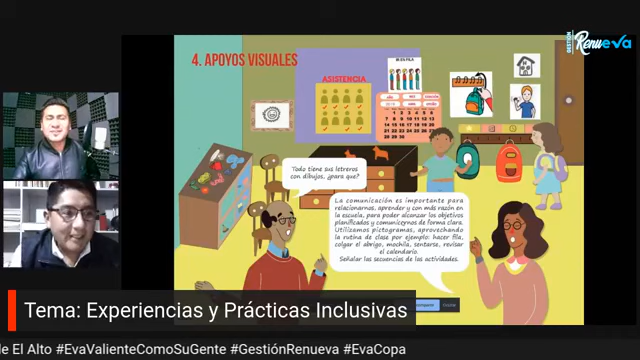 GESTIÓN
Renueva
4. APOYOS VISUALES
ASISTENCIA
Todo tiene sus letreros
con dibujos, ¿para que?
La comunicación es importante para
relacionarnos, aprender y con más razón en
la escuela, para poder alcanzar los objetivos
planificados y comunicarnos de forma clara.
Utilizamos pictogramas, aprovechando
la rutina de clase por ejemplo: hacer fila,
colgar el abrigo, mochila, sentarse, revisar
el calendario.
Señalar las secuencias de las actividades.
Tema: Experiencias y Prácticas Inclusivas
de El Alto #EvaValienteComoSuGente #GestiónRenueva #EvaCopa